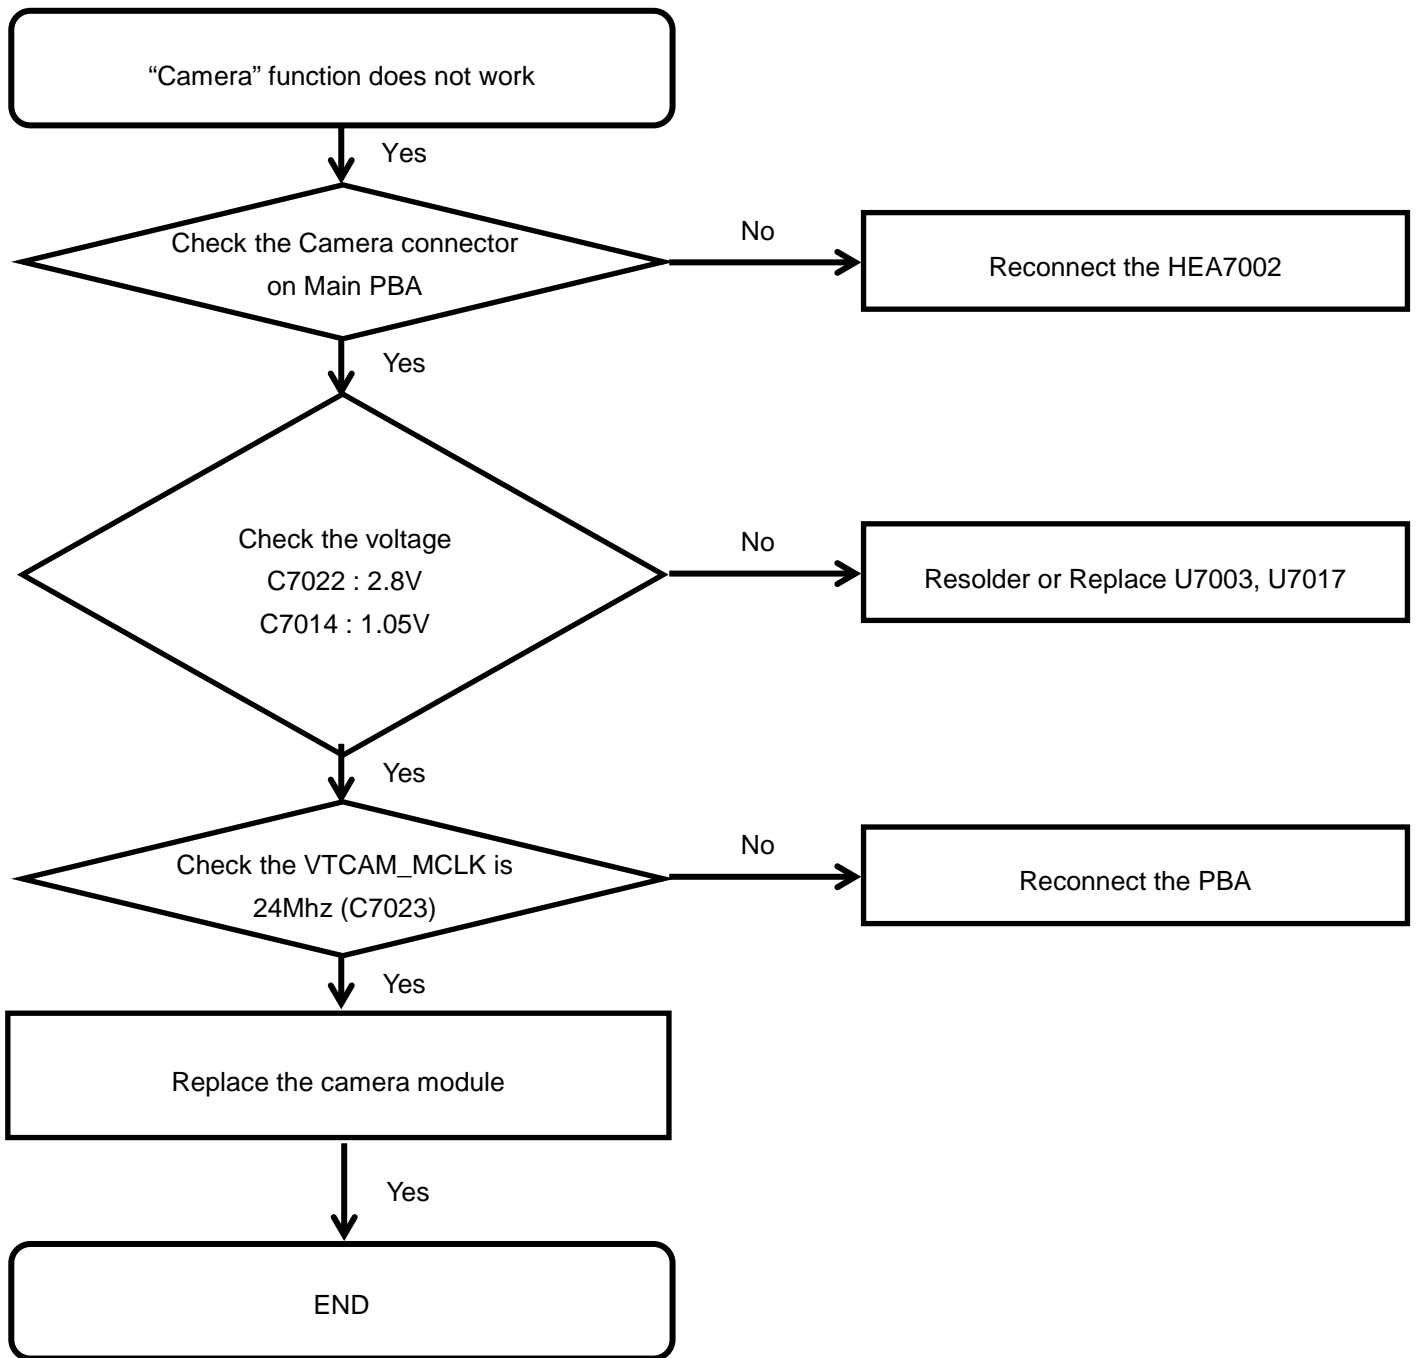 “Camera” function does not work
Yes
Check the Camera connector
on Main PBA
No
Reconnect the HEA7002
Yes
Check the voltage
C7022 : 2.8V
C7014 : 1.05V
No
Resolder or Replace U7003, U7017
Yes
Check the VTCAM_MCLK is
24Mhz (C7023)
No
Reconnect the PBA
Yes
Replace the camera module
Yes
END